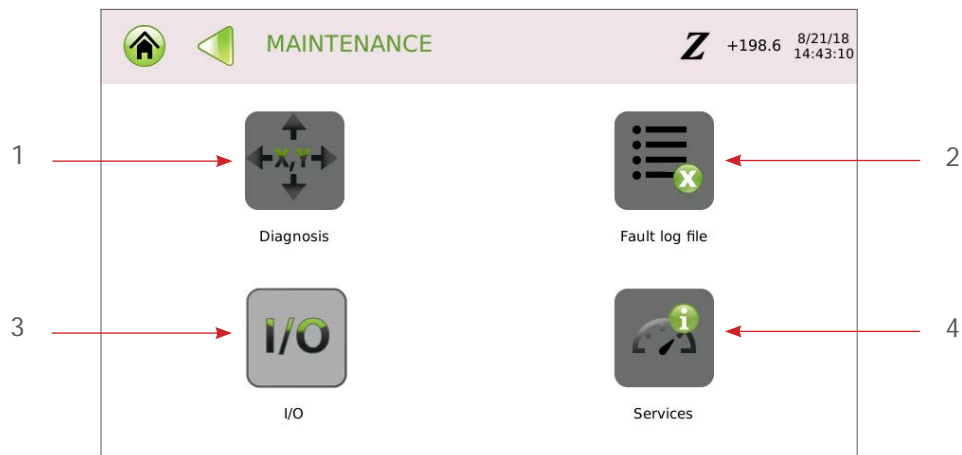 MAINTENANCE
Z +198.6 8/21/18
14:43:10
1
X,Y
X
2
Diagnosis
Fault log file
3
I/O
i
4
I/O
Services